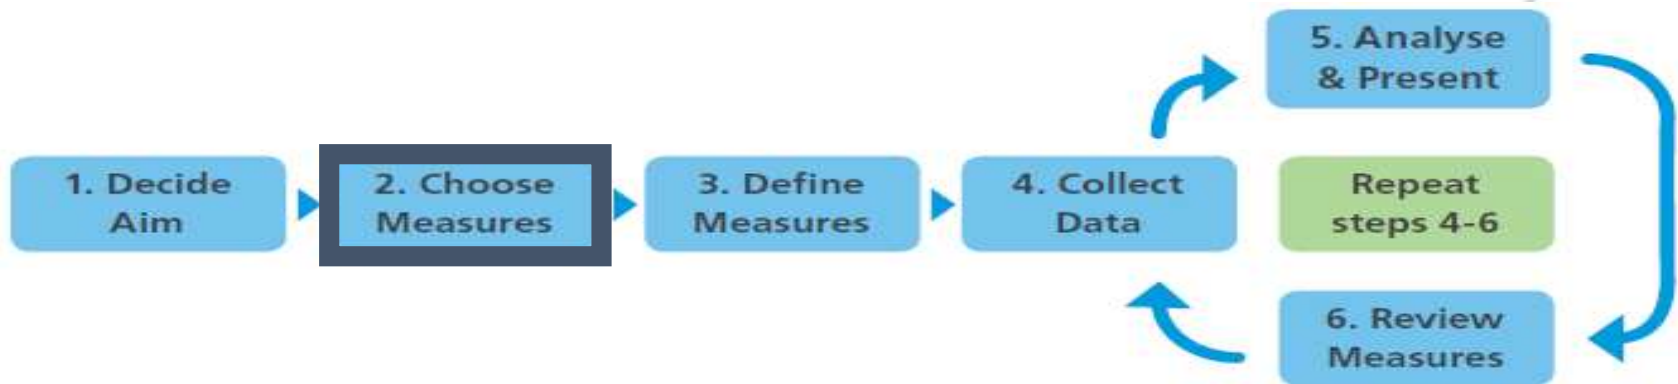 1. Decide
Aim
2. Choose
Measures
3. Define
Measures
4. Collect
Data
5. Analyse
& Present
Repeat
steps 4-6
6. Review
Measures